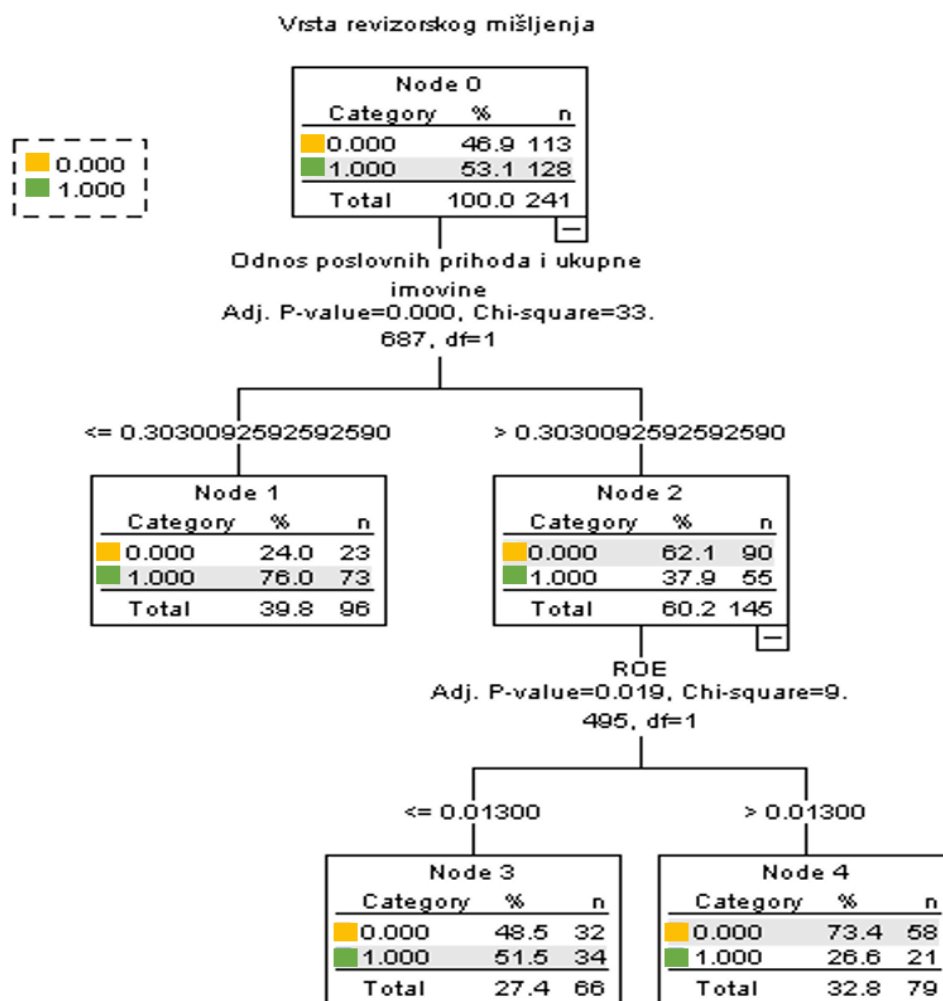 Vrsta revizorskog mišljenja
0.000
1.000
Node 0
Category % n
0.000 46.9 113
1.000 53.1 128
Total 100.0 241
Odnos poslovnih prihoda i ukupne
imovine
Adj. P-value=0.000, Chi-square=33.
687, df=1
<= 0.3030092592592590
> 0.3030092592592590
Node 1
Category % n
0.000 24.0 23
1.000 76.0 73
Total 39.8 96
Node 2
Category % n
0.000 62.1 90
1.000 37.9 55
Total 60.2 145
ROE
Adj. P-value=0.019, Chi-square=9.
495, df=1
<= 0.01300
> 0.01300
Node 3
Category % n
0.000 48.5 32
1.000 51.5 34
Total 27.4 66
Node 4
Category % n
0.000 73.4 58
1.000 26.6 21
Total 32.8 79